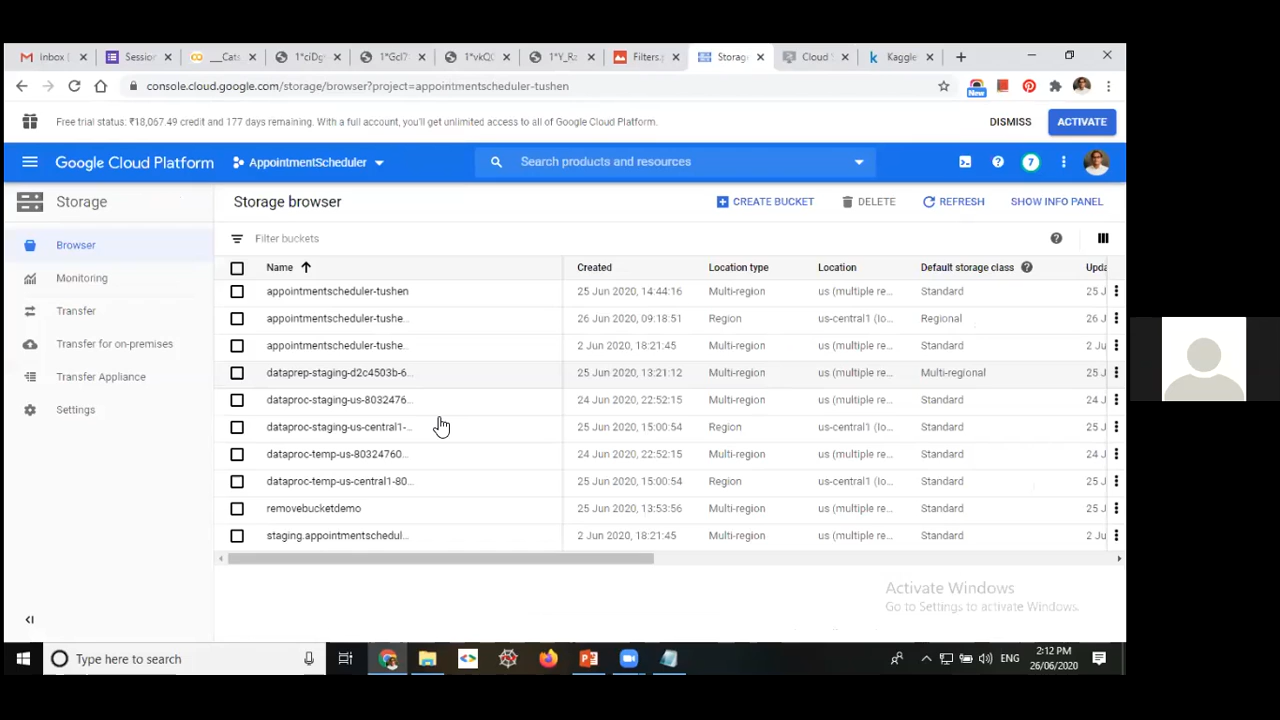 Inbox Session __Cats 1*ciDg 1*Gcl7 1*vkQC 1*Y_Rz Filters.j Storag Cloud S Kaggle
console.cloud.google.com/storage/browser?project=appointmentscheduler-tushen
New
Free trial status: ₹18,067.49 credit and 177 days remaining. With a full account, you'll get unlimited access to all of Google Cloud Platform. DISMISS ACTIVATE
Google Cloud Platform AppointmentScheduler Search products and resources 7
Storage Storage browser CREATE BUCKET DELETE REFRESH SHOW INFO PANEL
Browser Filter buckets
Monitoring
Transfer
Transfer for on-premises
Transfer Appliance
Settings
Name Created Location type Location Default storage class Upda
appointmentscheduler-tushen 25 Jun 2020, 14:44:16 Multi-region us (multiple re... Standard 25 J
appointmentscheduler-tushe... 26 Jun 2020, 09:18:51 Region us-central1 (Io... Regional 26 J
appointmentscheduler-tushe... 2 Jun 2020, 18:21:45 Multi-region us (multiple re... Standard 2 Ju
dataprep-staging-d2c4503b-6... 25 Jun 2020, 13:21:12 Multi-region us (multiple re... Multi-regional 25 J
dataproc-staging-us-8032476... 24 Jun 2020, 22:52:15 Multi-region us (multiple re... Standard 24 J
dataproc-staging-us-central1-... 25 Jun 2020, 15:00:54 Region us-central1 (Io... Standard 25 J
dataproc-temp-us-80324760... 24 Jun 2020, 22:52:15 Multi-region us (multiple re... Standard 24 J
dataproc-temp-us-central1-80... 25 Jun 2020, 15:00:54 Region us-central1 (Io... Standard 25 J
removebucketdemo 25 Jun 2020, 13:53:56 Multi-region us (multiple re... Standard 25 J
staging.appointmentschedul... 2 Jun 2020, 18:21:45 Multi-region us (multiple re... Standard 2 Ju
Activate Windows
Go to Settings to activate Windows.
Type here to search ENG 2:12 PM
26/06/2020